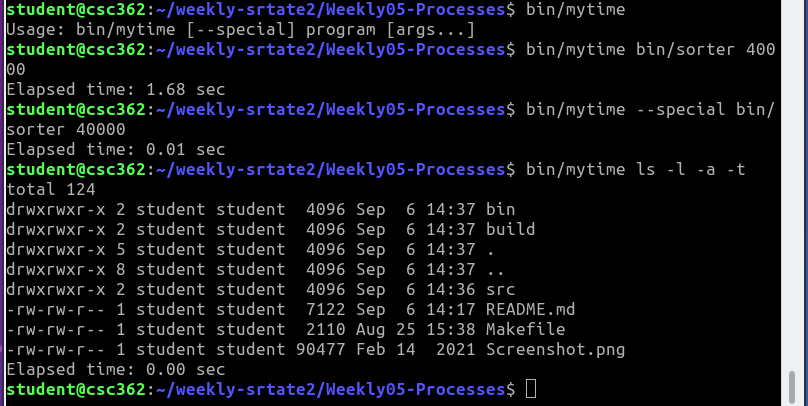 student@csc362:~/weekly-srtate2/Weekly05-Processes$ bin/mytime
Usage: bin/mytime [--special] program [args...]
student@csc362:~/weekly-srtate2/Weekly05-Processes$ bin/mytime bin/sorter 400
00
Elapsed time: 1.68 sec
student@csc362:~/weekly-srtate2/Weekly05-Processes$ bin/mytime --special bin/
sorter 40000
Elapsed time: 0.01 sec
student@csc362:~/weekly-srtate2/Weekly05-Processes$ bin/mytime ls -l -a -t
total 124
drwxrwxr-x 2 student student  4096 Sep  6 14:37 bin
drwxrwxr-x 2 student student  4096 Sep  6 14:37 build
drwxrwxr-x 5 student student  4096 Sep  6 14:37 .
drwxrwxr-x 8 student student  4096 Sep  6 14:37 ..
drwxrwxr-x 2 student student  4096 Sep  6 14:36 src
-rw-rw-r-- 1 student student  7122 Sep  6 14:17 README.md
-rw-rw-r-- 1 student student  2110 Aug 25 15:38 Makefile
-rw-rw-r-- 1 student student 90477 Feb 14  2021 Screenshot.png
Elapsed time: 0.00 sec
student@csc362:~/weekly-srtate2/Weekly05-Processes$